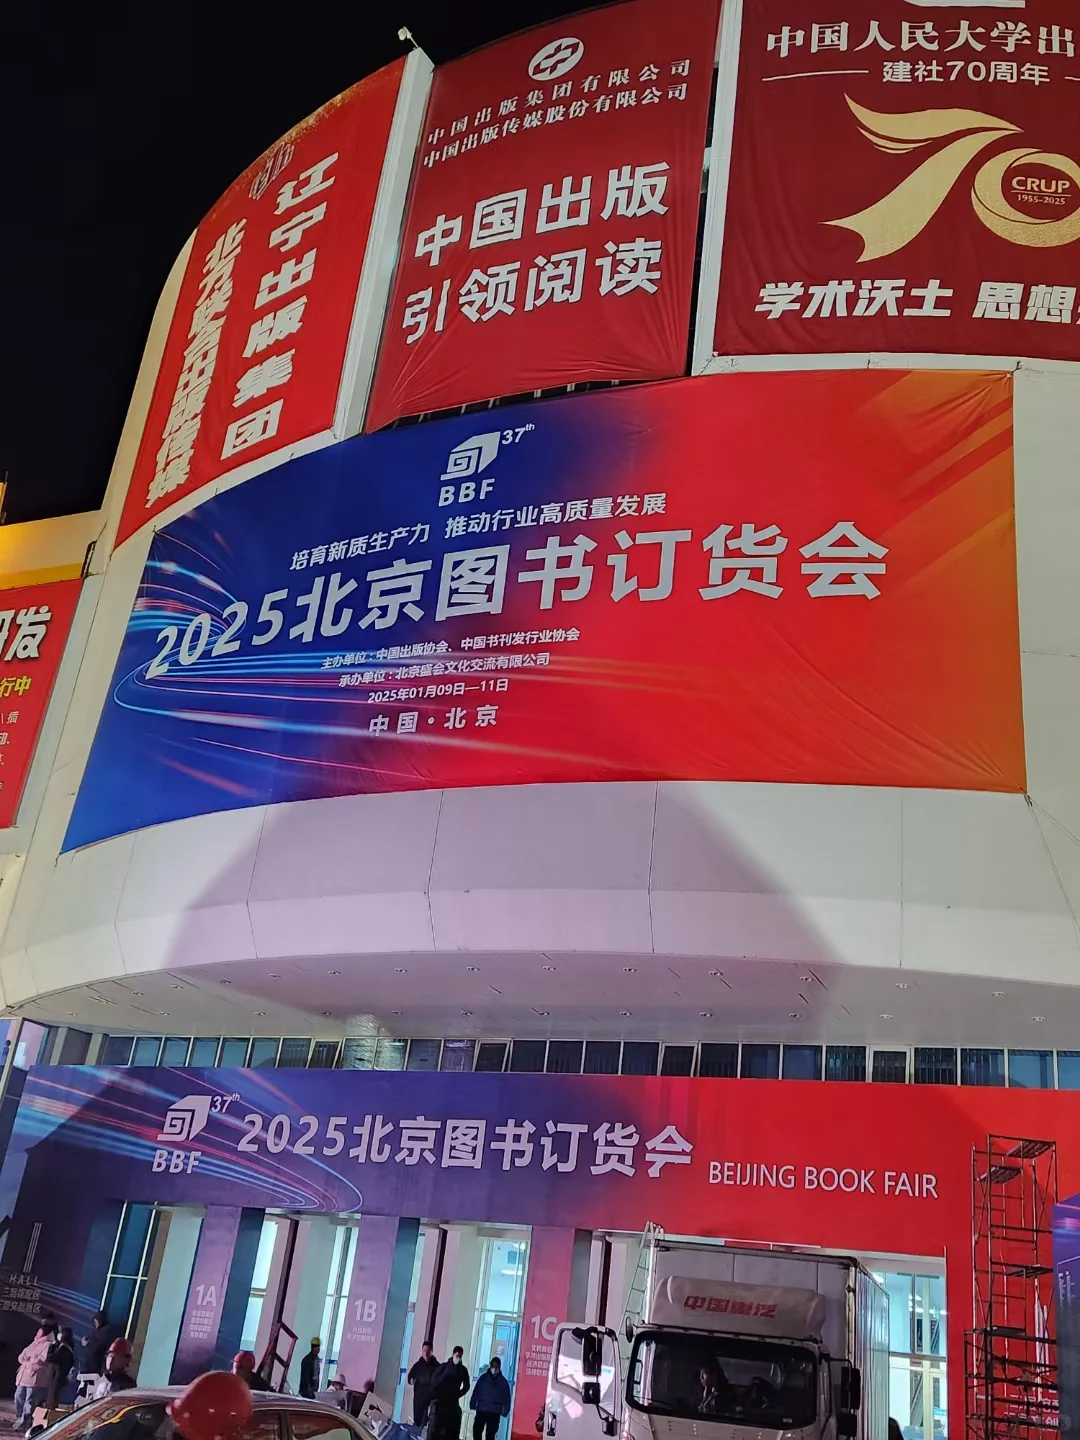 辽宁出版集团
北方联合出版传媒
中国出版集团有限公司
中国出版传媒股份有限公司
中国出版
引领阅读
中国人民大学出
建社70周年
70
CRUP
1955-2025
学术沃土 思想
37th
BBF
培育新质生产力 推动行业高质量发展
2025北京图书订货会
主办单位:中国出版协会、中国书刊发行业协会
承办单位:北京盛会文化交流有限公司
2025年01月09日—11日
中国·北京
研发
行中
37th
BBF
2025北京图书订货会
BEIJING BOOK FAIR
HALL
1A
1B
1C
中国重汽